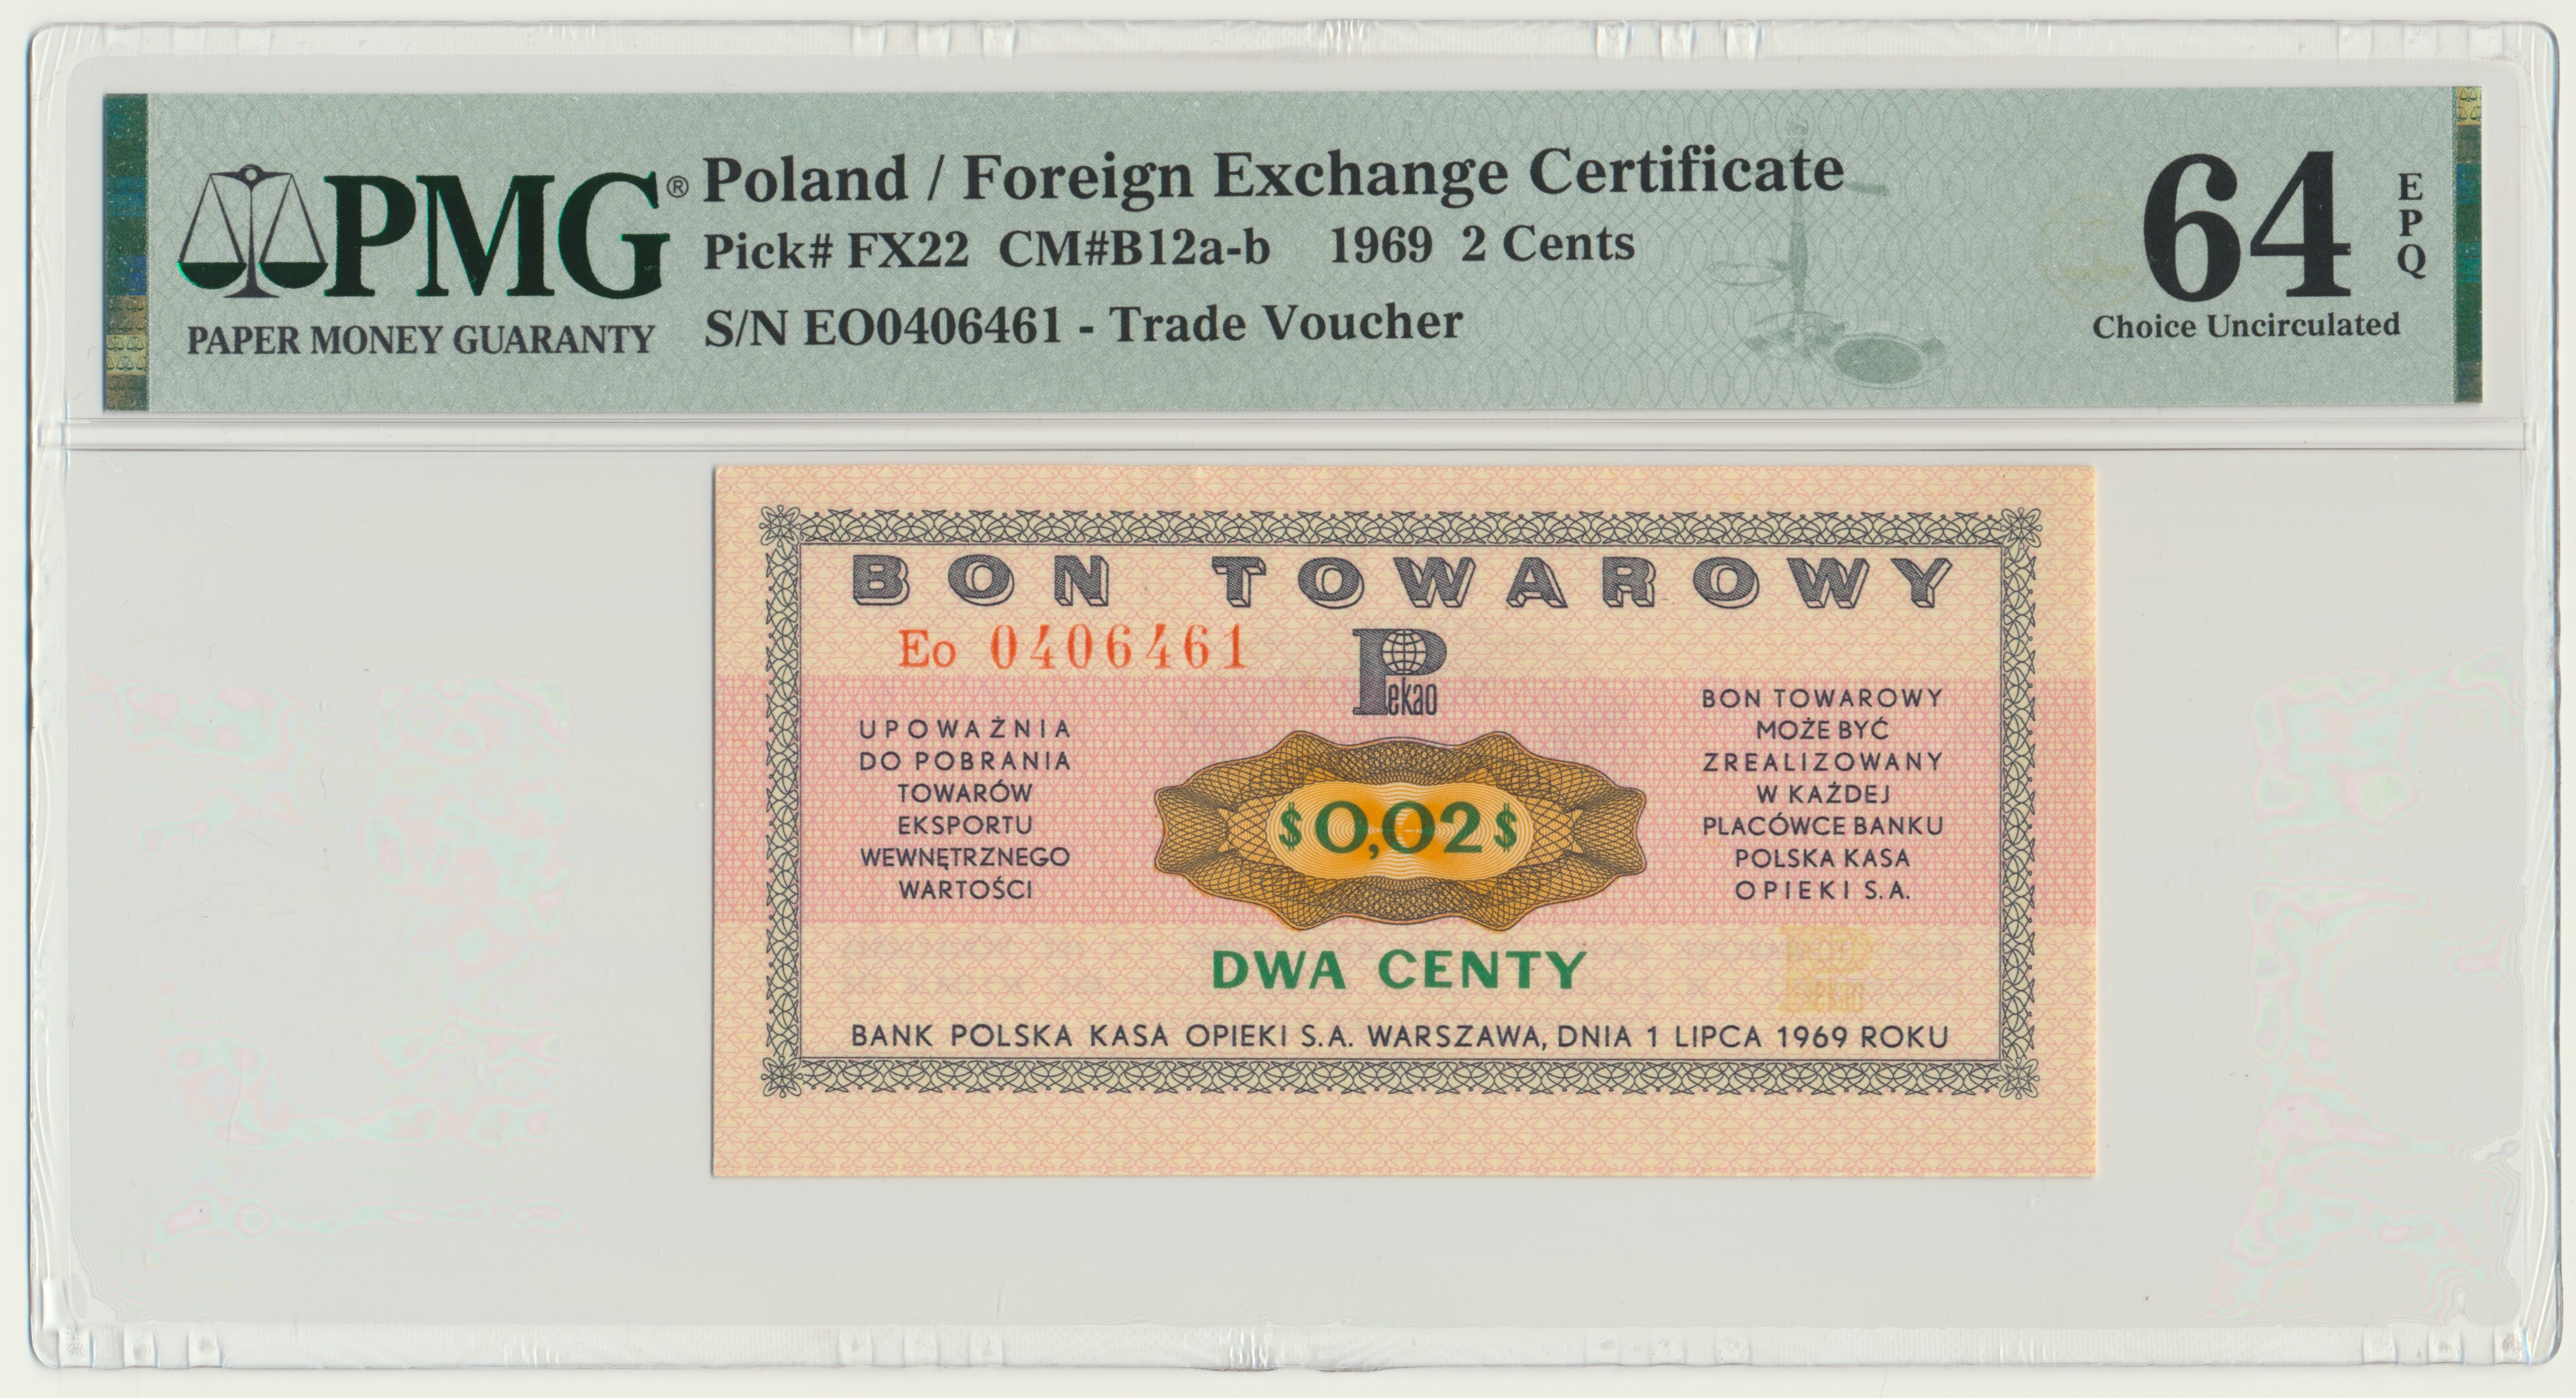 PMG®
PAPER MONEY GUARANTY
Poland / Foreign Exchange Certificate
Pick# FX22 CM#B12a-b 1969 2 Cents
S/N EO0406461 - Trade Voucher
64
EPQ
Choice Uncirculated
BON TOWAROWY
Eo 0406461
Pekao
UPOWAŻNIA
DO POBRANIA
TOWARÓW
EKSPORTU
WEWNĘTRZNEGO
WARTOŚCI
$0,02$
BON TOWAROWY
MOŻE BYĆ
ZREALIZOWANY
W KAŻDEJ
PLACÓWCE BANKU
POLSKA KASA
OPIEKI S.A.
DWA CENTY
BANK POLSKA KASA OPIEKI S.A. WARSZAWA, DNIA 1 LIPCA 1969 ROKU